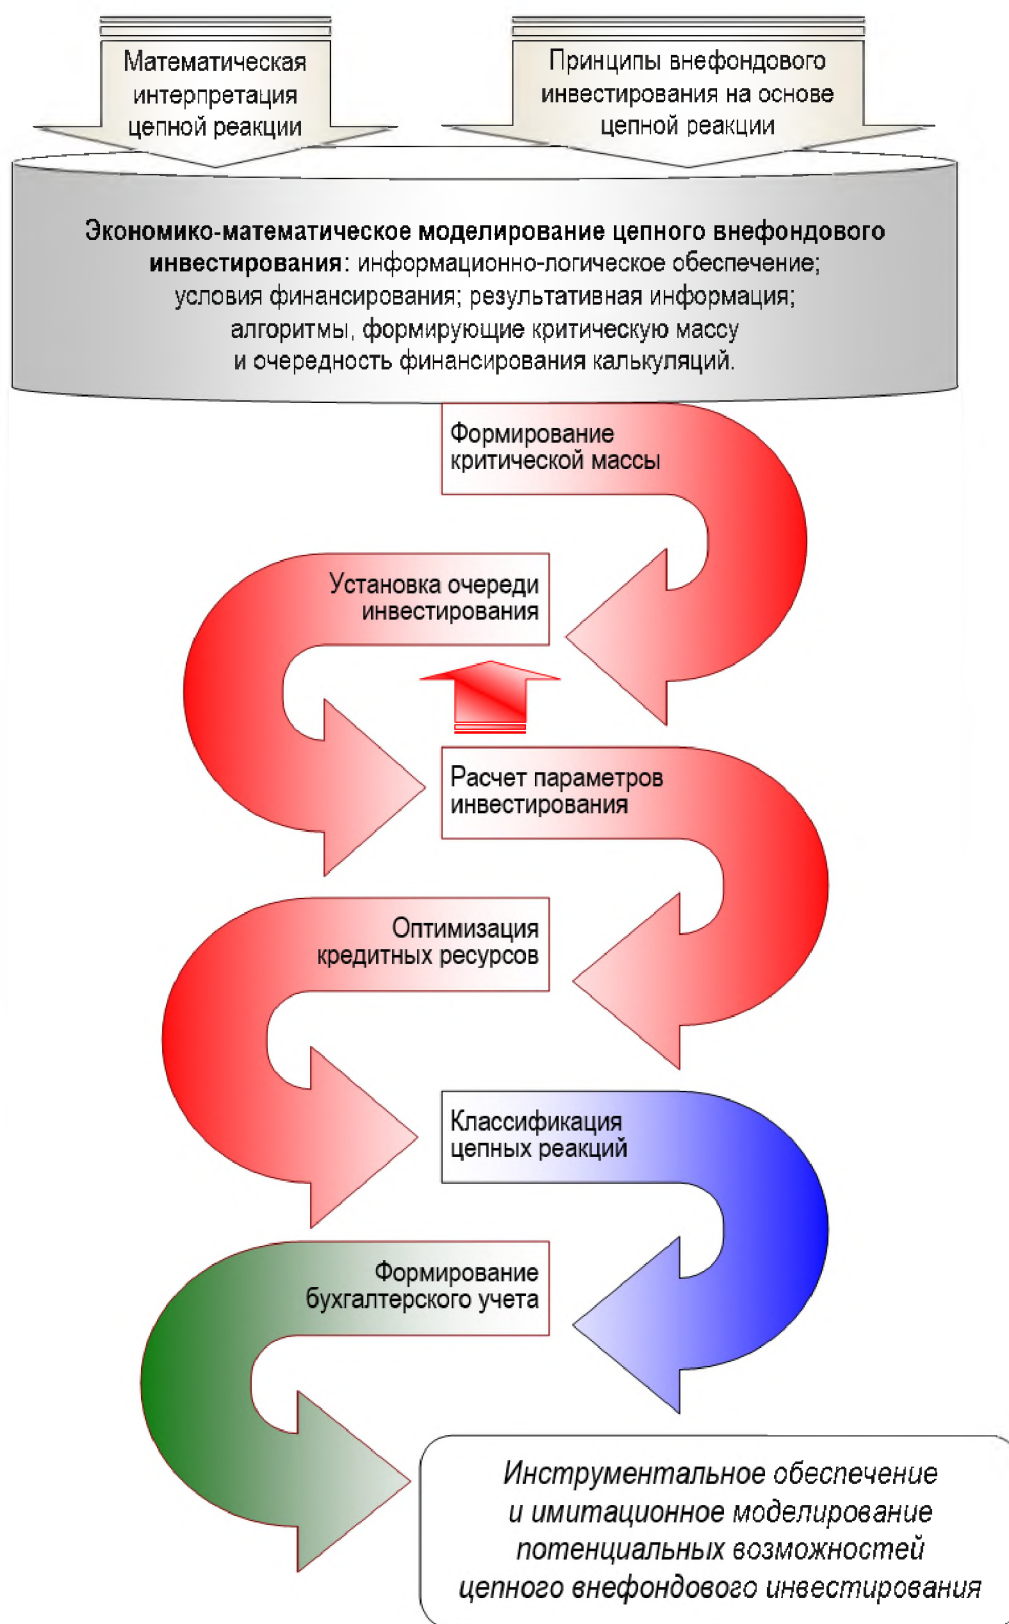 Математическая
интерпретация
цепной реакции
Принципы внефондового
инвестирования на основе
цепной реакции
Экономико-математическое моделирование цепного внефондового
инвестирования: информационно-логическое обеспечение;
условия финансирования; результативная информация;
алгоритмы, формирующие критическую массу
и очередность финансирования калькуляций.
Формирование
критической массы
Установка очереди
инвестирования
Расчет параметров
инвестирования
Оптимизация
кредитных ресурсов
Классификация
цепных реакций
Формирование
бухгалтерского учета
Инструментальное обеспечение
и имитационное моделирование
потенциальных возможностей
цепного внефондового инвестирования